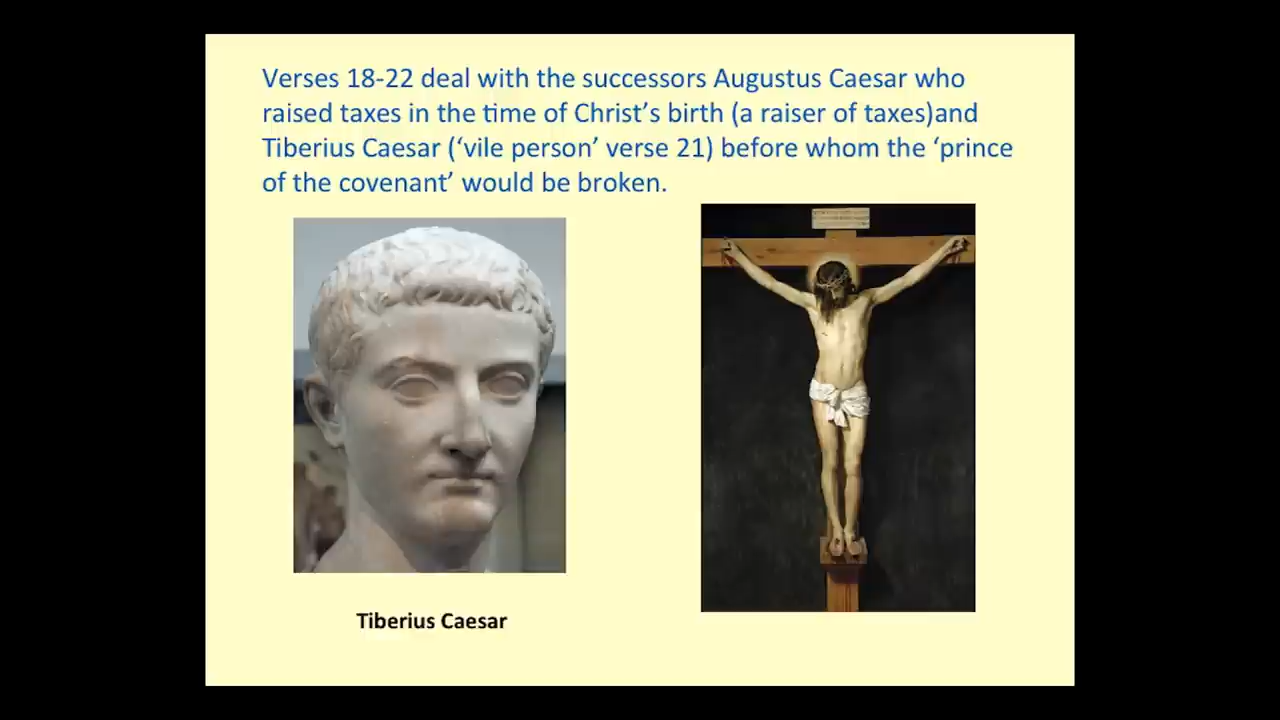 Verses 18-22 deal with the successors Augustus Caesar who
raised taxes in the time of Christ’s birth (a raiser of taxes)and
Tiberius Caesar (‘vile person’ verse 21) before whom the ‘prince
of the covenant’ would be broken.
Tiberius Caesar